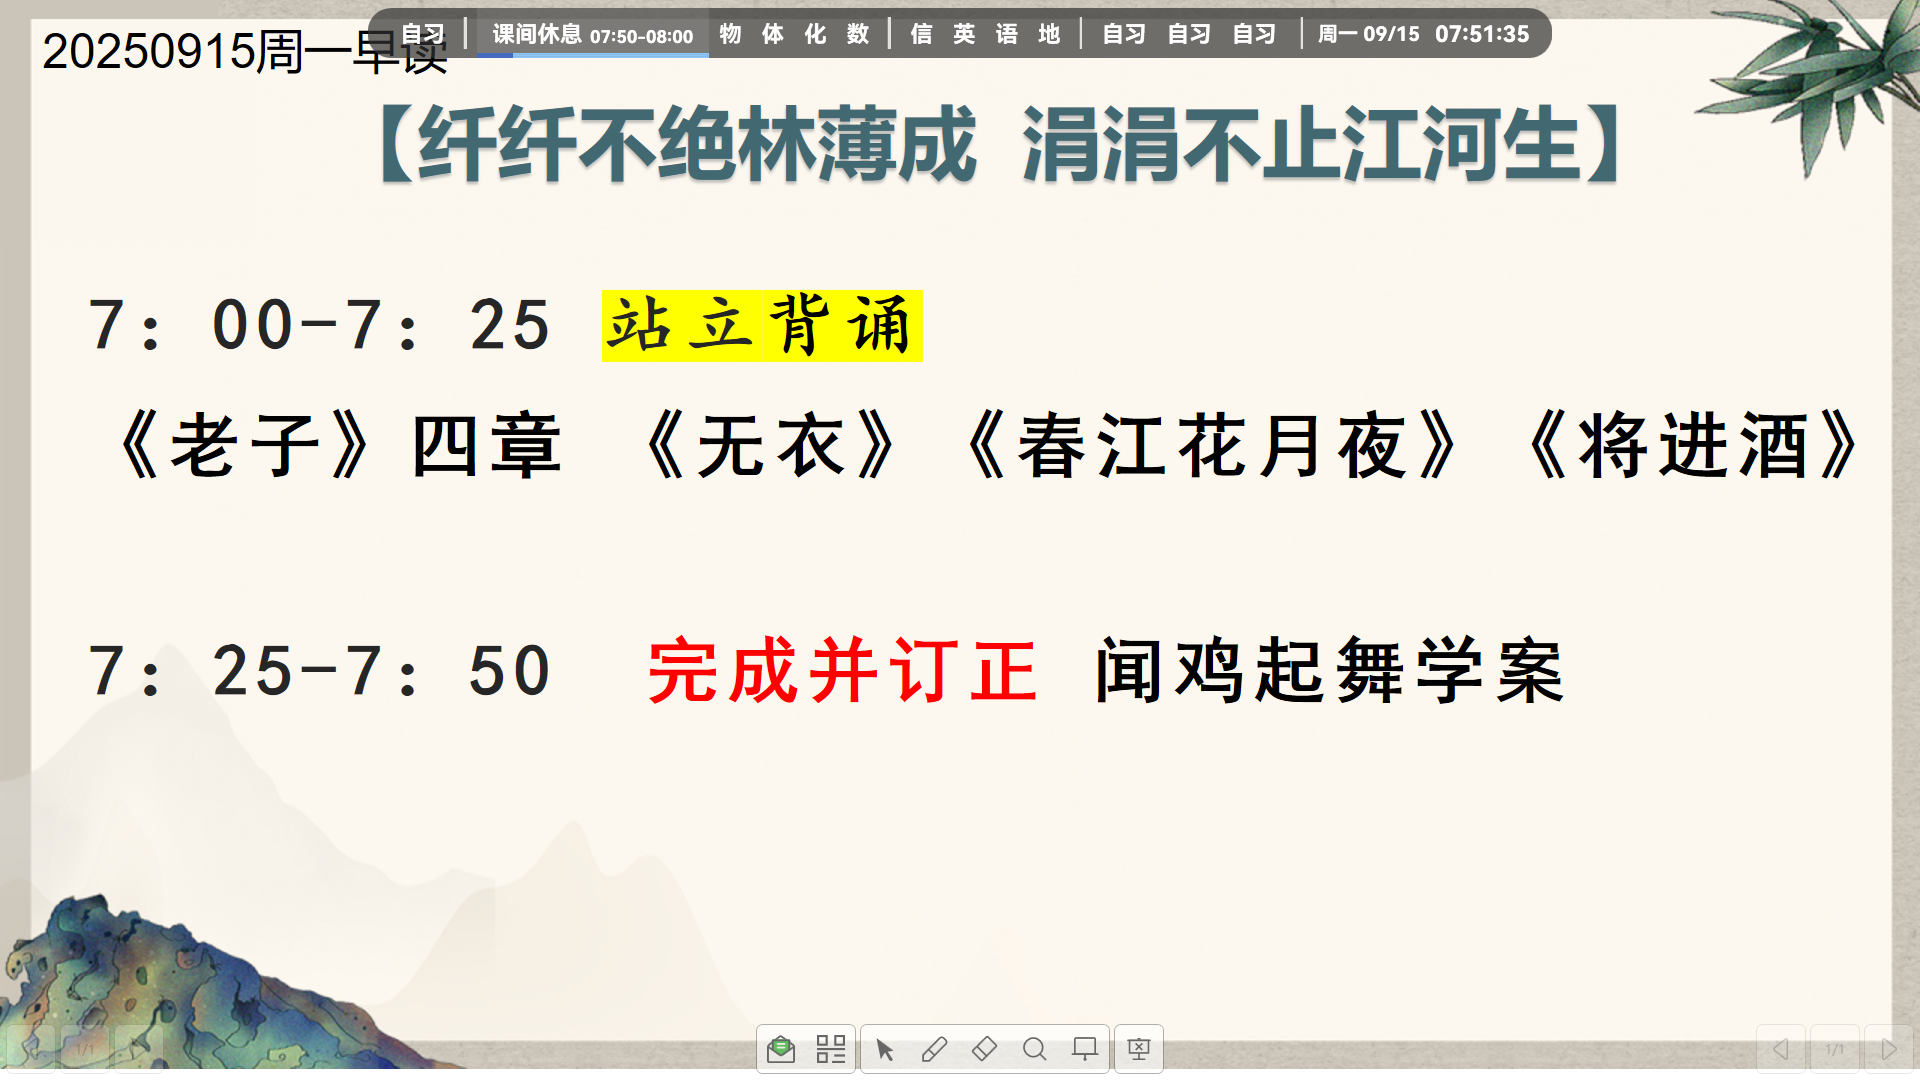 自习 | 课间休息 07:50-08:00 物 体 化 数 | 信 英 语 地 | 自习 自习 自习 | 周一 09/15 07:51:35
20250915周一早读
【纤纤不绝林薄成 涓涓不止江河生】
7：00-7：25 站立背诵
《老子》四章 《无衣》《春江花月夜》《将进酒》
7：25-7：50 完成并订正 闻鸡起舞学案
1/1
1/1